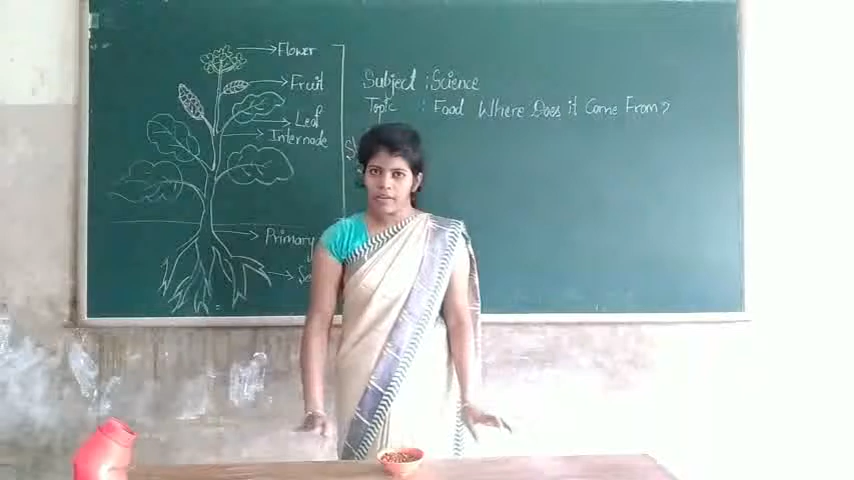 Flower
Fruit
Leaf
Internode
Primary
Subject : Science
Topic : Food Where Does it Come From?